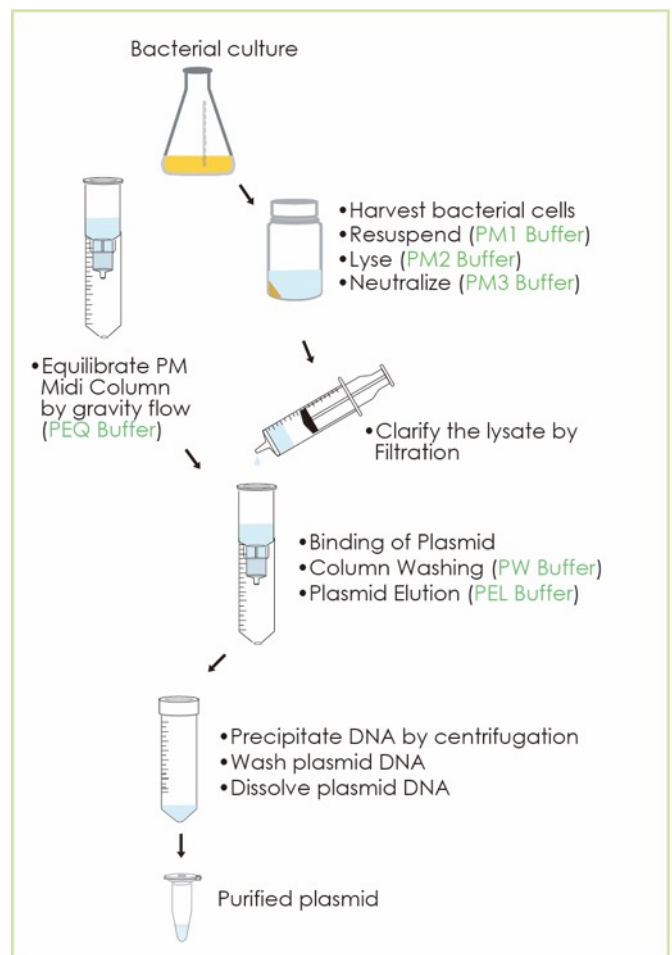 Bacterial culture
•Harvest bacterial cells
•Resuspend (PM1 Buffer)
•Lyse (PM2 Buffer)
•Neutralize (PM3 Buffer)
•Equilibrate PM
Midi Column
by gravity flow
(PEQ Buffer)
•Clarify the lysate by
Filtration
•Binding of Plasmid
•Column Washing (PW Buffer)
•Plasmid Elution (PEL Buffer)
•Precipitate DNA by centrifugation
•Wash plasmid DNA
•Dissolve plasmid DNA
Purified plasmid